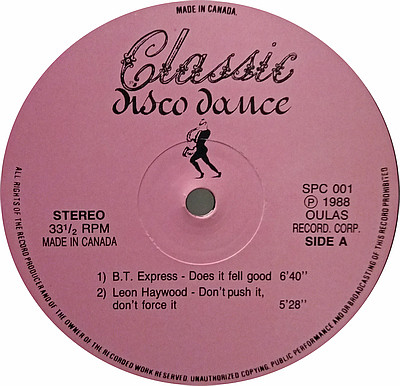 MADE IN CANADA.
Classic
disco dance
STEREO
33 1/2 RPM
MADE IN CANADA
SPC 001
℗ 1988
OULAS
RECORD. CORP.
SIDE A
1) B.T. Express - Does it fell good 6'40"
2) Leon Haywood - Don't push it,
don't force it 5'28"
ALL RIGHTS OF THE RECORD PRODUCER AND OF THE OWNER OF THE RECORDED WORK RESERVED. UNAUTHORIZED COPYING, PUBLIC PERFORMANCE AND/OR BROADCASTING OF THIS RECORD PROHIBITED